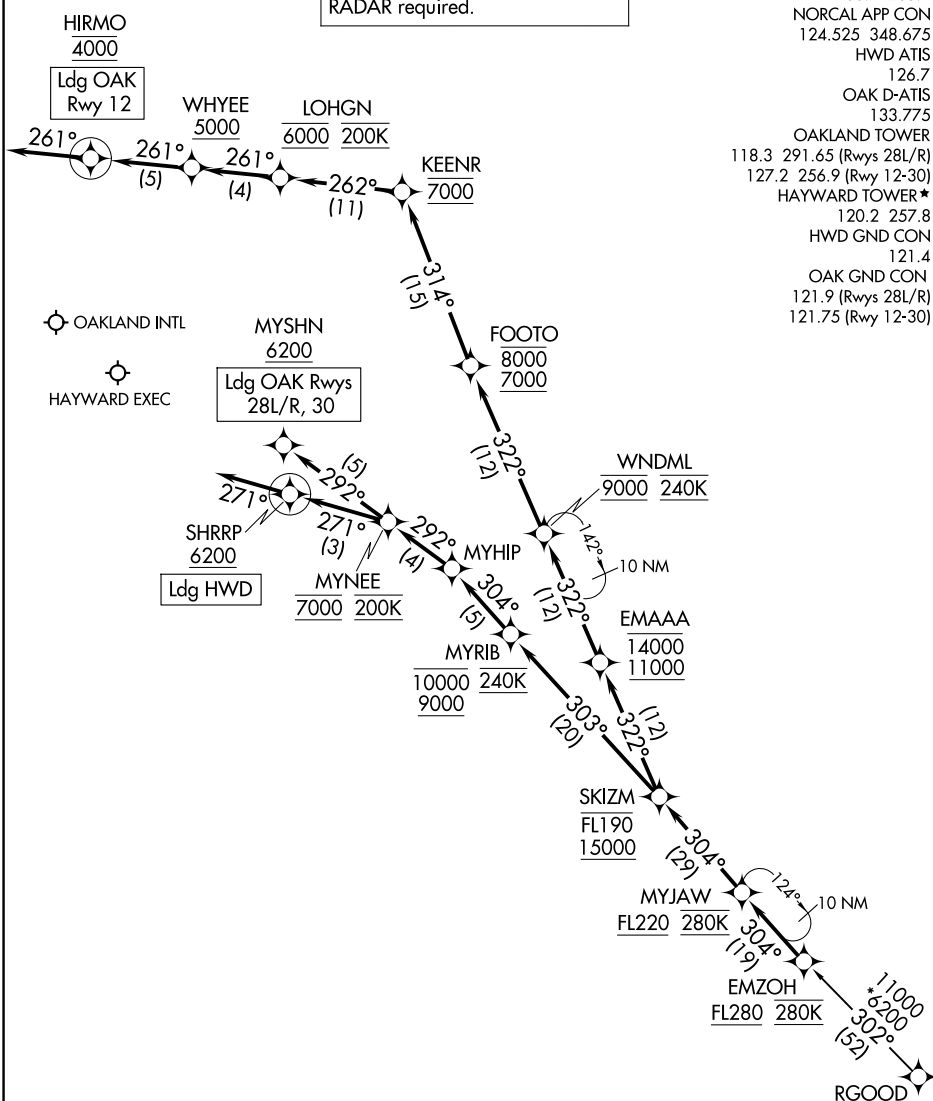 RADAR required.
NORCAL APP CON
124.525 348.675
HWD ATIS
126.7
OAK D-ATIS
133.775
OAKLAND TOWER
118.3 291.65 (Rwys 28L/R)
127.2 256.9 (Rwy 12-30)
HAYWARD TOWER★
120.2 257.8
HWD GND CON
121.4
OAK GND CON
121.9 (Rwys 28L/R)
121.75 (Rwy 12-30)
HIRMO
4000
Ldg OAK
Rwy 12
WHYEE
5000
LOHGN
6000 200K
KEENR
7000
261°
261°
(5)
261°
(4)
262°
(11)
314°
(15)
OAKLAND INTL
HAYWARD EXEC
MYSHN
6200
Ldg OAK Rwys
28L/R, 30
FOOTO
8000
7000
322°
(12)
WNDML
9000 240K
142°
10 NM
(5)
292°
271°
271°
(3)
SHRRP
6200
Ldg HWD
292°
(4)
MYNEE
7000 200K
MYHIP
304°
(5)
322°
(12)
EMAAA
14000
11000
MYRIB
10000 240K
9000
303°
(20)
(12)
322°
SKIZM
FL190
15000
304°
(29)
MYJAW
FL220 280K
124°
10 NM
304°
(19)
EMZOH
FL280 280K
11000
*6200
302°
(52)
RGOOD